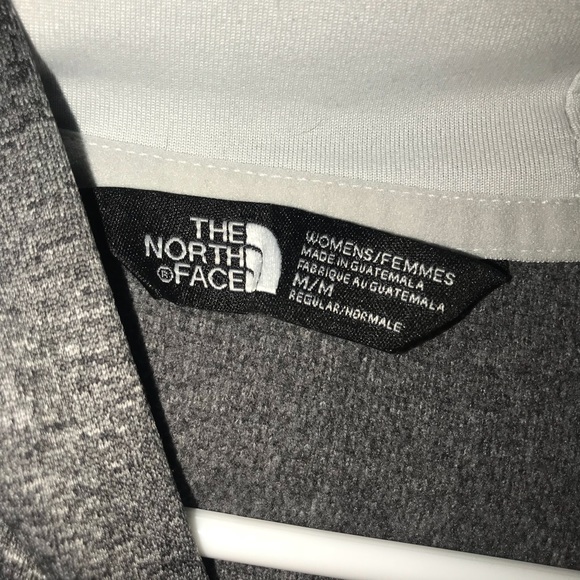 THE
NORTH
®FACE
WOMENS/FEMMES
MADE IN GUATEMALA
FABRIQUE AU GUATEMALA
M/M
REGULAR/NORMALE